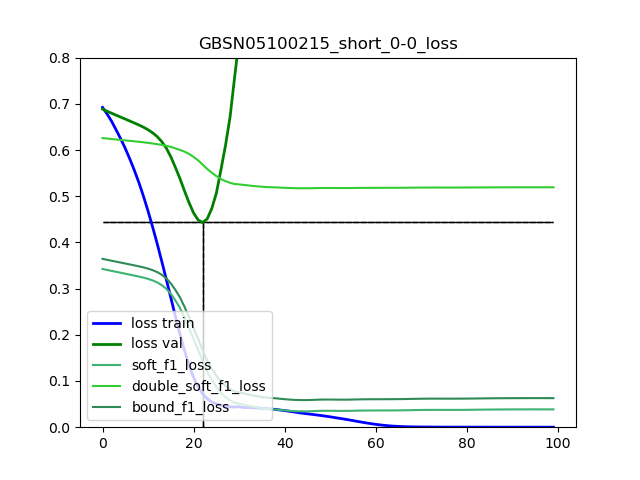 GBSN05100215_short_0-0_loss
0.8
0.7
0.6
0.5
0.4
0.3
0.2
0.1
0.0
loss train
loss val
soft_f1_loss
double_soft_f1_loss
bound_f1_loss
0 20 40 60 80 100